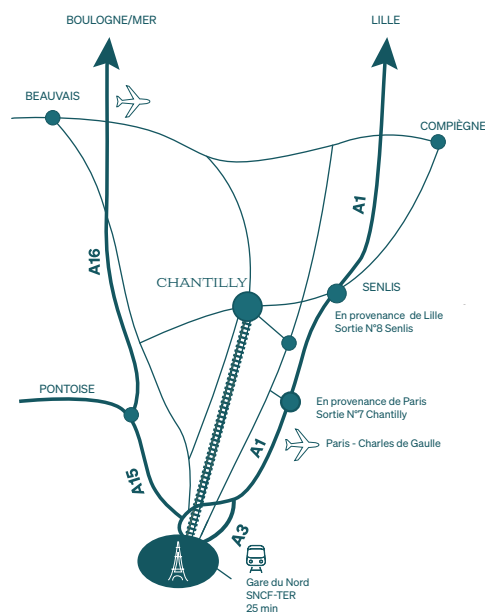 BOULOGNE/MER
LILLE
BEAUVAIS
COMPIÈGNE
A1
A16
CHANTILLY
SENLIS
En provenance de Lille
Sortie N°8 Senlis
PONTOISE
En provenance de Paris
Sortie N°7 Chantilly
A1
Paris - Charles de Gaulle
A15
A3
Gare du Nord
SNCF-TER
25 min